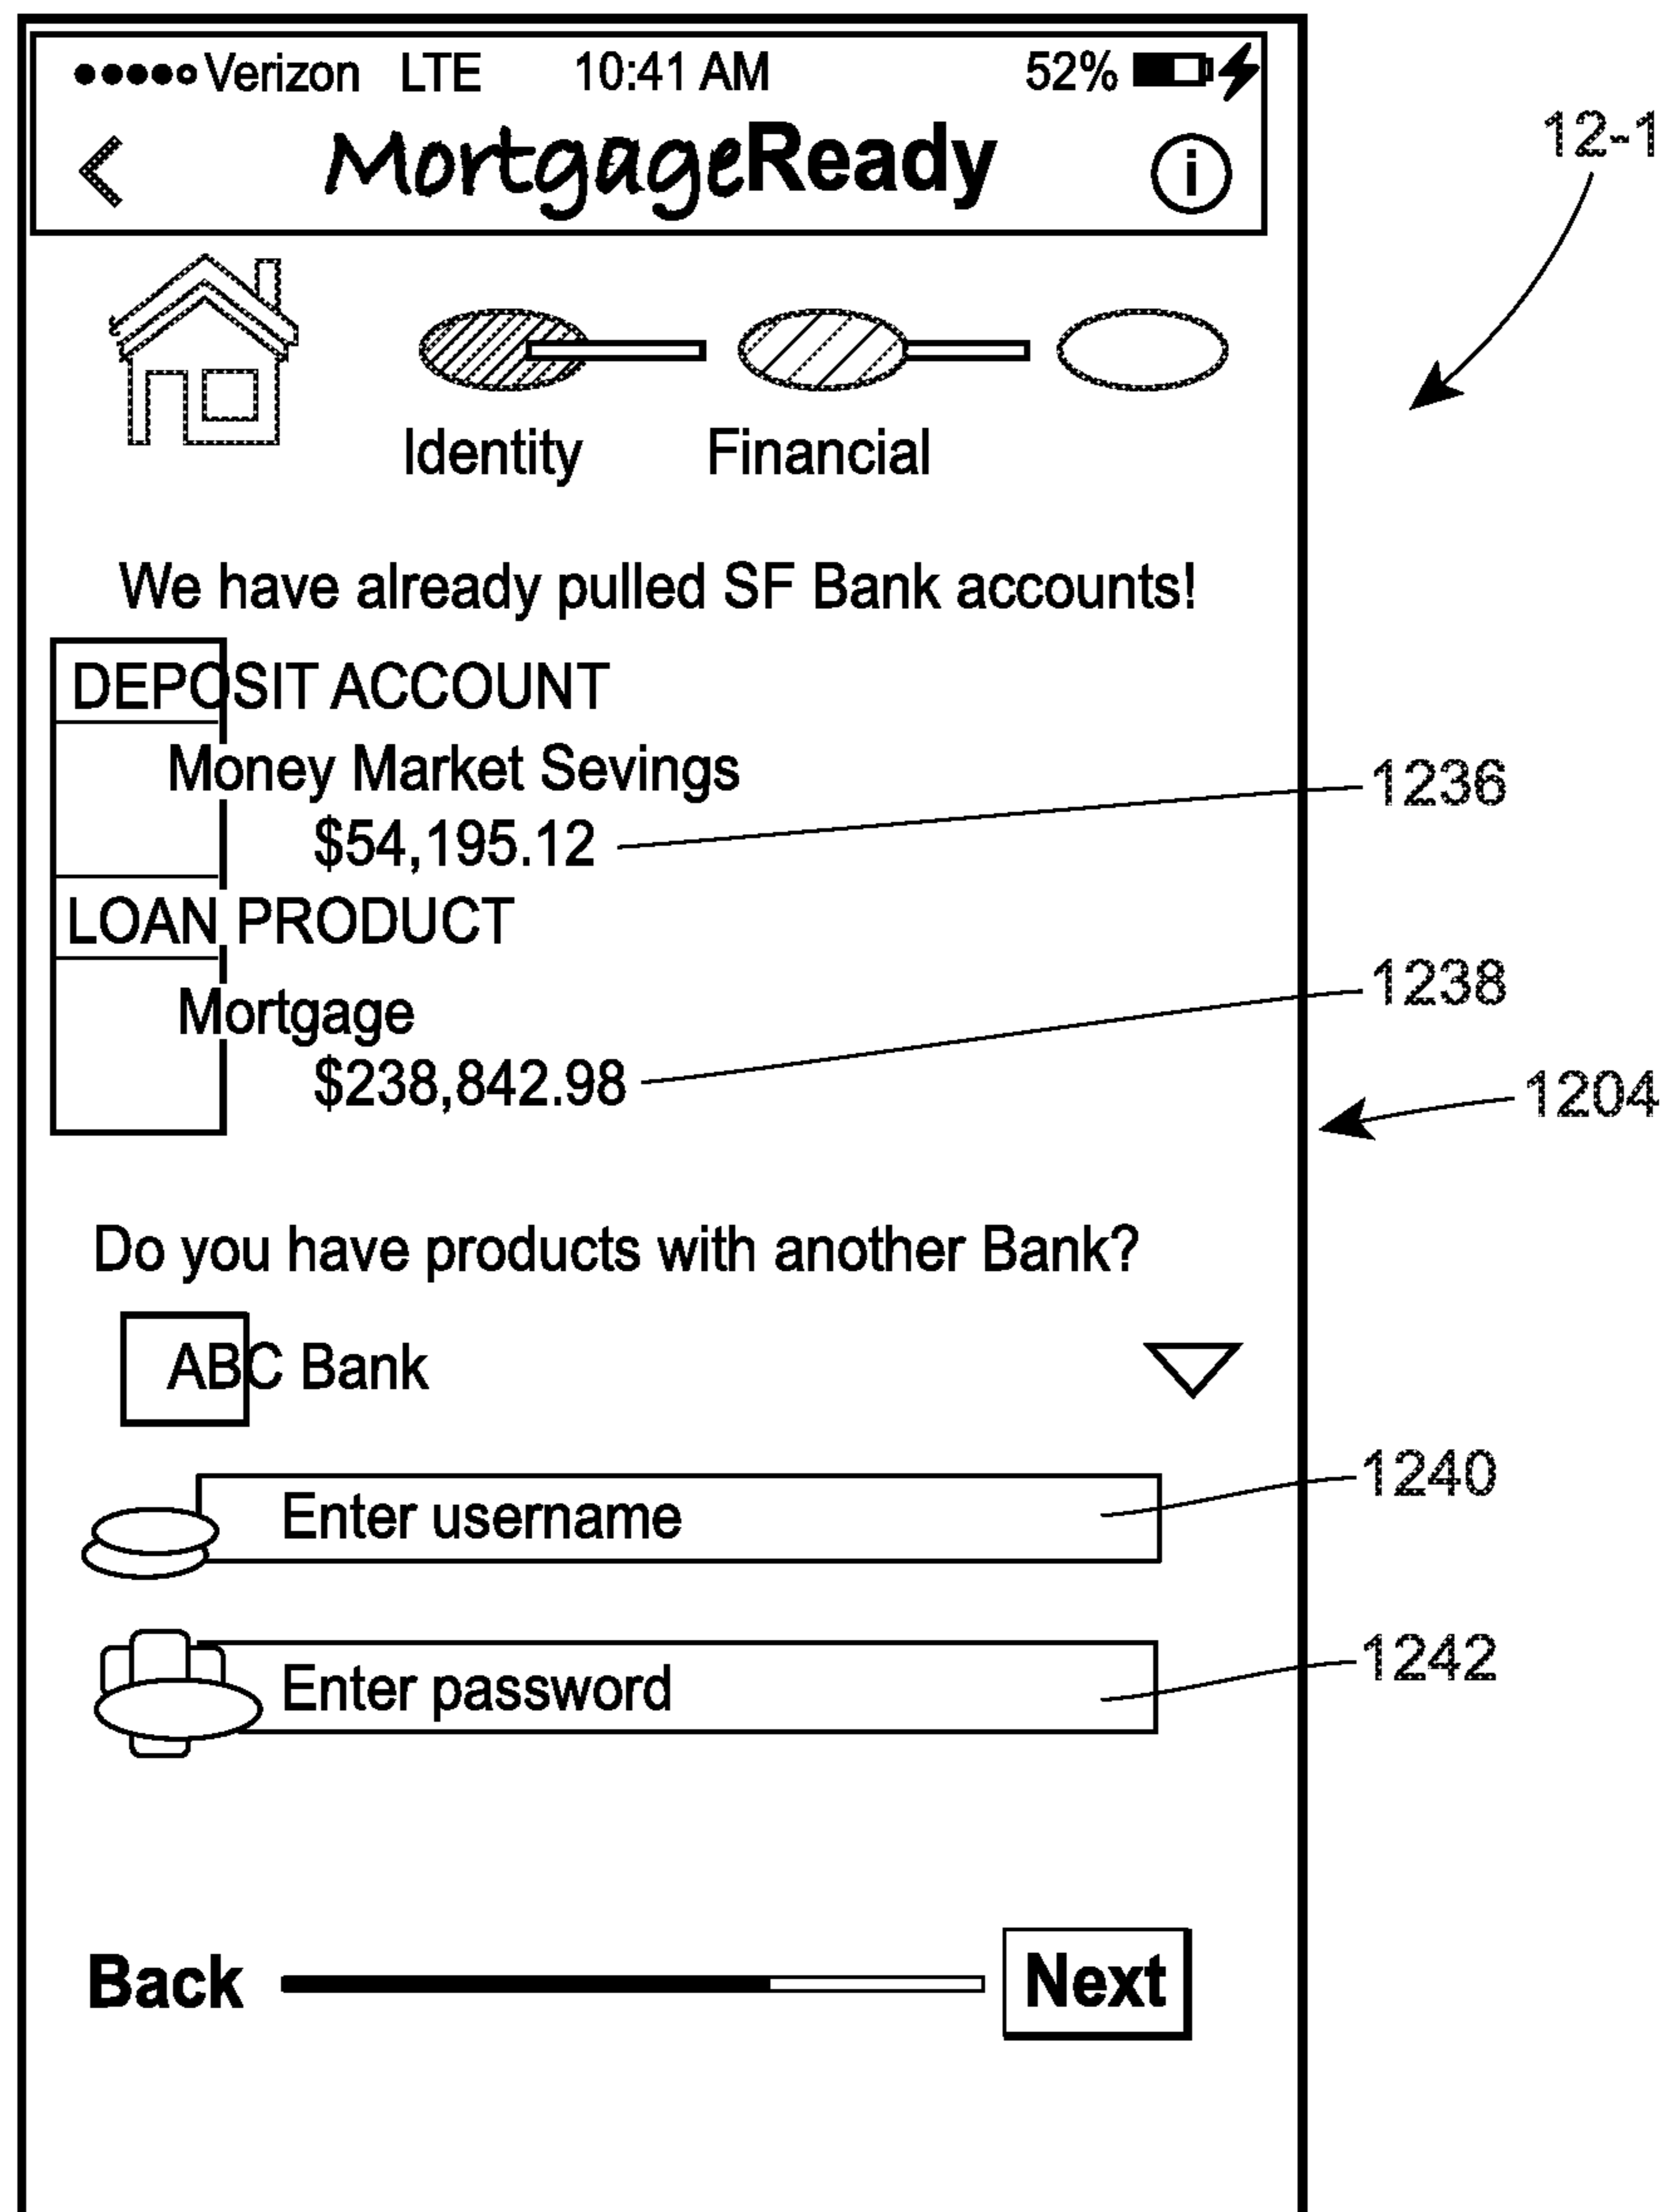 Verizon LTE 10:41 AM 52%
< MortgageReady i
12-1
Identity Financial
We have already pulled SF Bank accounts!
DEPOSIT ACCOUNT
Money Market Sevings
$54,195.12
1236
LOAN PRODUCT
Mortgage
$238,842.98
1238
1204
Do you have products with another Bank?
ABC Bank
Enter username
1240
Enter password
1242
Back Next